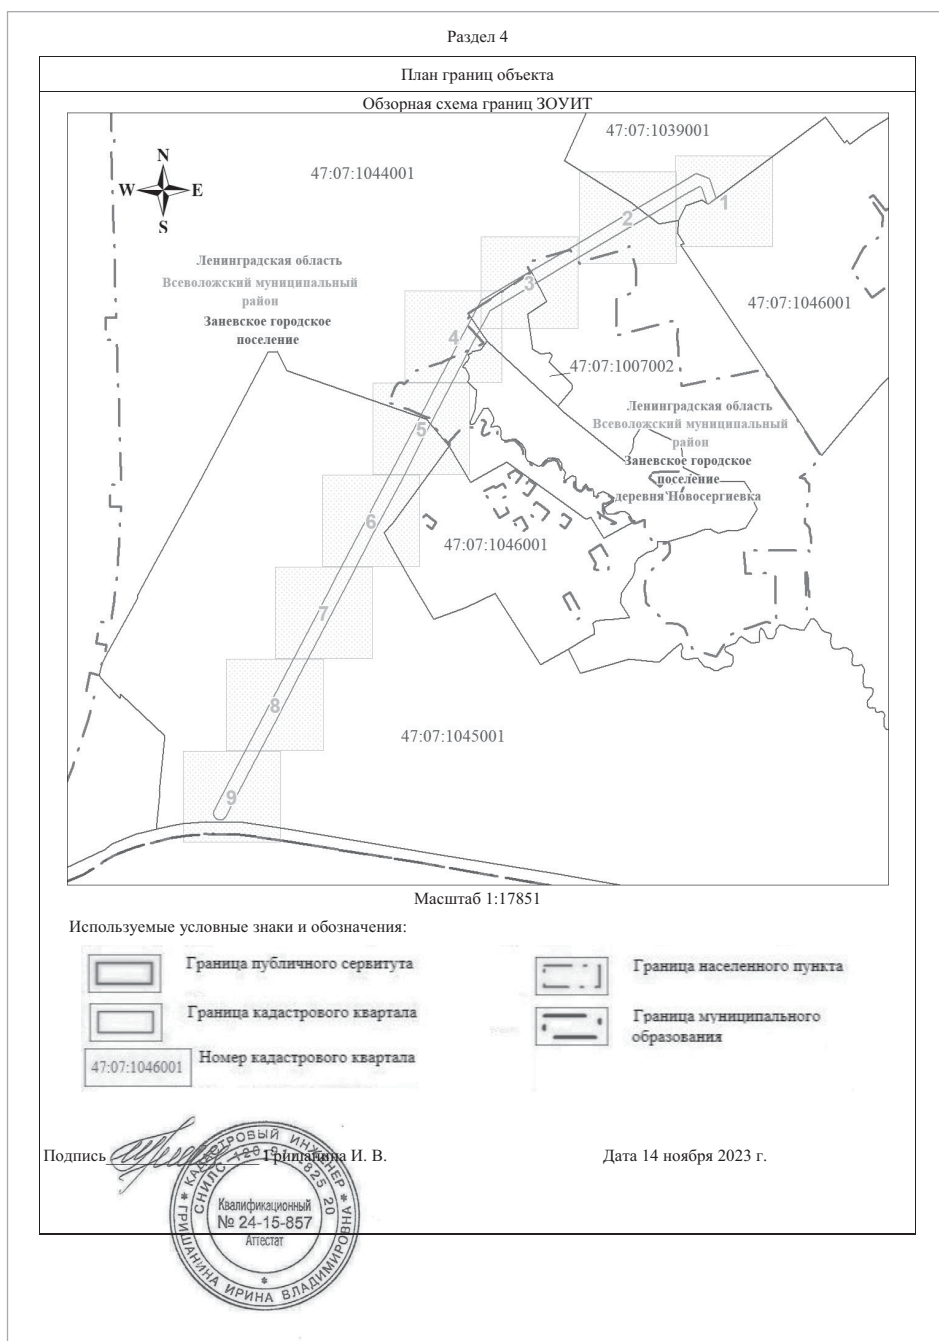 Раздел 4
План границ объекта
Обзорная схема границ ЗОУИТ
47:07:1039001
47:07:1044001
N
W E
S
1
2
3
4
5
6
7
8
9
Ленинградская область
Всеволожский муниципальный
район
Заневское городское
поселение
47:07:1046001
47:07:1007002
Ленинградская область
Всеволожский муниципальный
район
Заневское городское
поселение
деревня Новосергиевка
47:07:1046001
47:07:1045001
Масштаб 1:17851
Используемые условные знаки и обозначения:
Граница публичного сервитута
Граница кадастрового квартала
47:07:1046001
Номер кадастрового квартала
Граница населенного пункта
Граница муниципального
образования
Подпись Гришанина И. В.
Дата 14 ноября 2023 г.
КАДАСТРОВЫЙ ИНЖЕНЕР
ГРИШАНИНА ИРИНА ВЛАДИМИРОВНА
СНИЛС
Квалификационный
№ 24-15-857
Аттестат